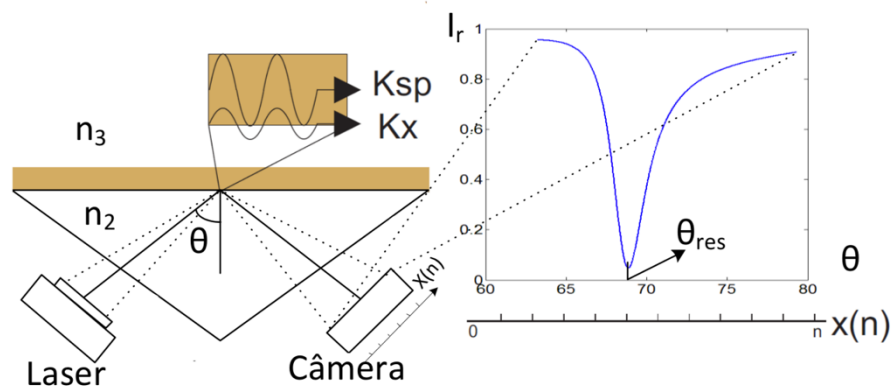 Ksp
Kx
n3
n2
θ
X(n)
Laser
Câmera
Ir
1
0.8
0.6
0.4
0.2
0
60
65
70
75
80
θres
θ
0
n
x(n)